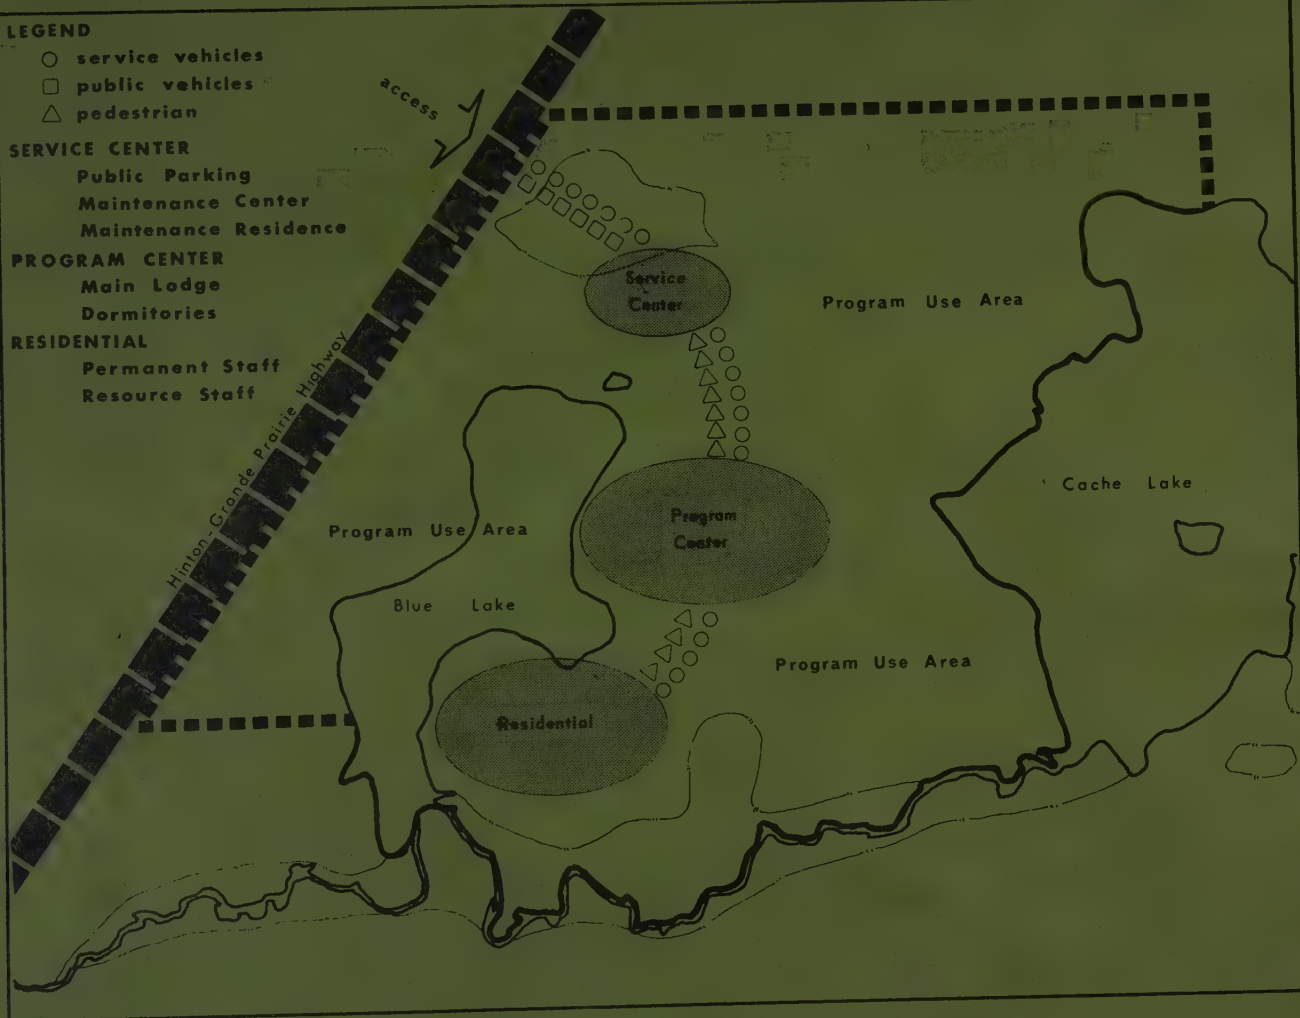 LEGEND
service vehicles
public vehicles
pedestrian
SERVICE CENTER
Public Parking
Maintenance Center
Maintenance Residence
PROGRAM CENTER
Main Lodge
Dormitories
RESIDENTIAL
Permanent Staff
Resource Staff
access
Hinton-Grande Prairie Highway
Service
Center
Program Use Area
Cache Lake
Program
Center
Program Use Area
Blue Lake
Program Use Area
Residential